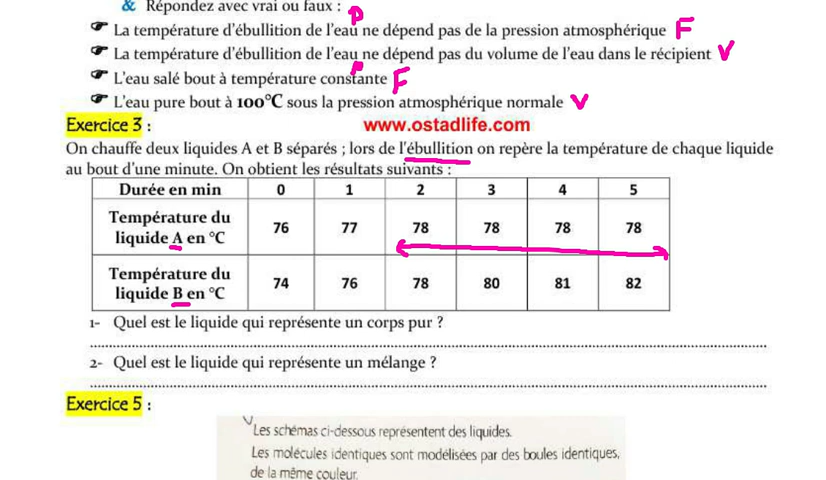 & Répondez avec vrai ou faux :
p
☞ La température d'ébullition de l'eau ne dépend pas de la pression atmosphérique F
☞ La température d'ébullition de l'eau ne dépend pas du volume de l'eau dans le récipient V
☞ L'eau salé bout à température constante F
☞ L'eau pure bout à 100°C sous la pression atmosphérique normale V
Exercice 3 : www.ostadlife.com
On chauffe deux liquides A et B séparés ; lors de l'ébullition on repère la température de chaque liquide
au bout d'une minute. On obtient les résultats suivants :
Durée en min 0 1 2 3 4 5
Température du
liquide A en °C 76 77 78 78 78 78
Température du
liquide B en °C 74 76 78 80 81 82
1- Quel est le liquide qui représente un corps pur ?
2- Quel est le liquide qui représente un mélange ?
Exercice 5 :
Les schémas ci-dessous représentent des liquides.
Les molécules identiques sont modélisées par des boules identiques,
de la même couleur.